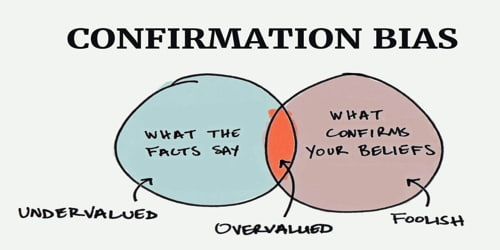 CONFIRMATION BIAS
WHAT THE
FACTS SAY
WHAT
CONFIRMS
YOUR BELIEFS
UNDERVALUED
OVERVALUED
FOOLISH